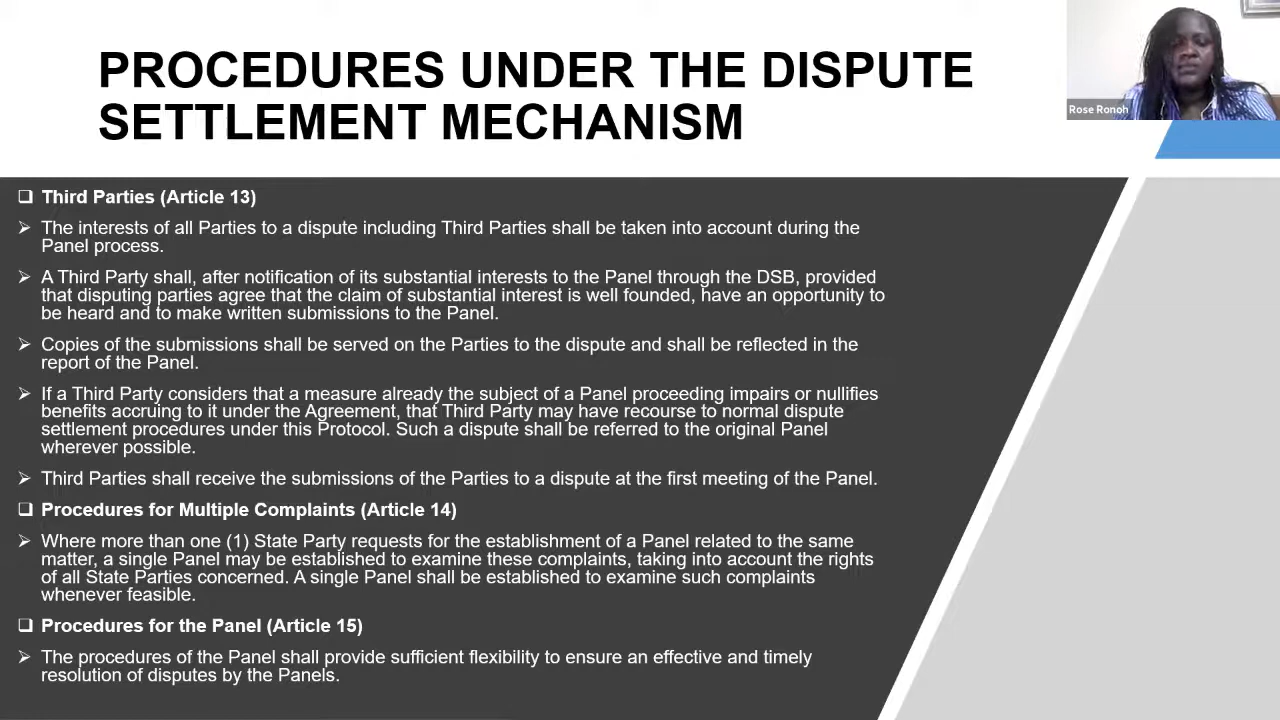 PROCEDURES UNDER THE DISPUTE
SETTLEMENT MECHANISM
Rose Ronoh
❑ Third Parties (Article 13)
➢ The interests of all Parties to a dispute including Third Parties shall be taken into account during the
Panel process.
➢ A Third Party shall, after notification of its substantial interests to the Panel through the DSB, provided
that disputing parties agree that the claim of substantial interest is well founded, have an opportunity to
be heard and to make written submissions to the Panel.
➢ Copies of the submissions shall be served on the Parties to the dispute and shall be reflected in the
report of the Panel.
➢ If a Third Party considers that a measure already the subject of a Panel proceeding impairs or nullifies
benefits accruing to it under the Agreement, that Third Party may have recourse to normal dispute
settlement procedures under this Protocol. Such a dispute shall be referred to the original Panel
wherever possible.
➢ Third Parties shall receive the submissions of the Parties to a dispute at the first meeting of the Panel.
❑ Procedures for Multiple Complaints (Article 14)
➢ Where more than one (1) State Party requests for the establishment of a Panel related to the same
matter, a single Panel may be established to examine these complaints, taking into account the rights
of all State Parties concerned. A single Panel shall be established to examine such complaints
whenever feasible.
❑ Procedures for the Panel (Article 15)
➢ The procedures of the Panel shall provide sufficient flexibility to ensure an effective and timely
resolution of disputes by the Panels.